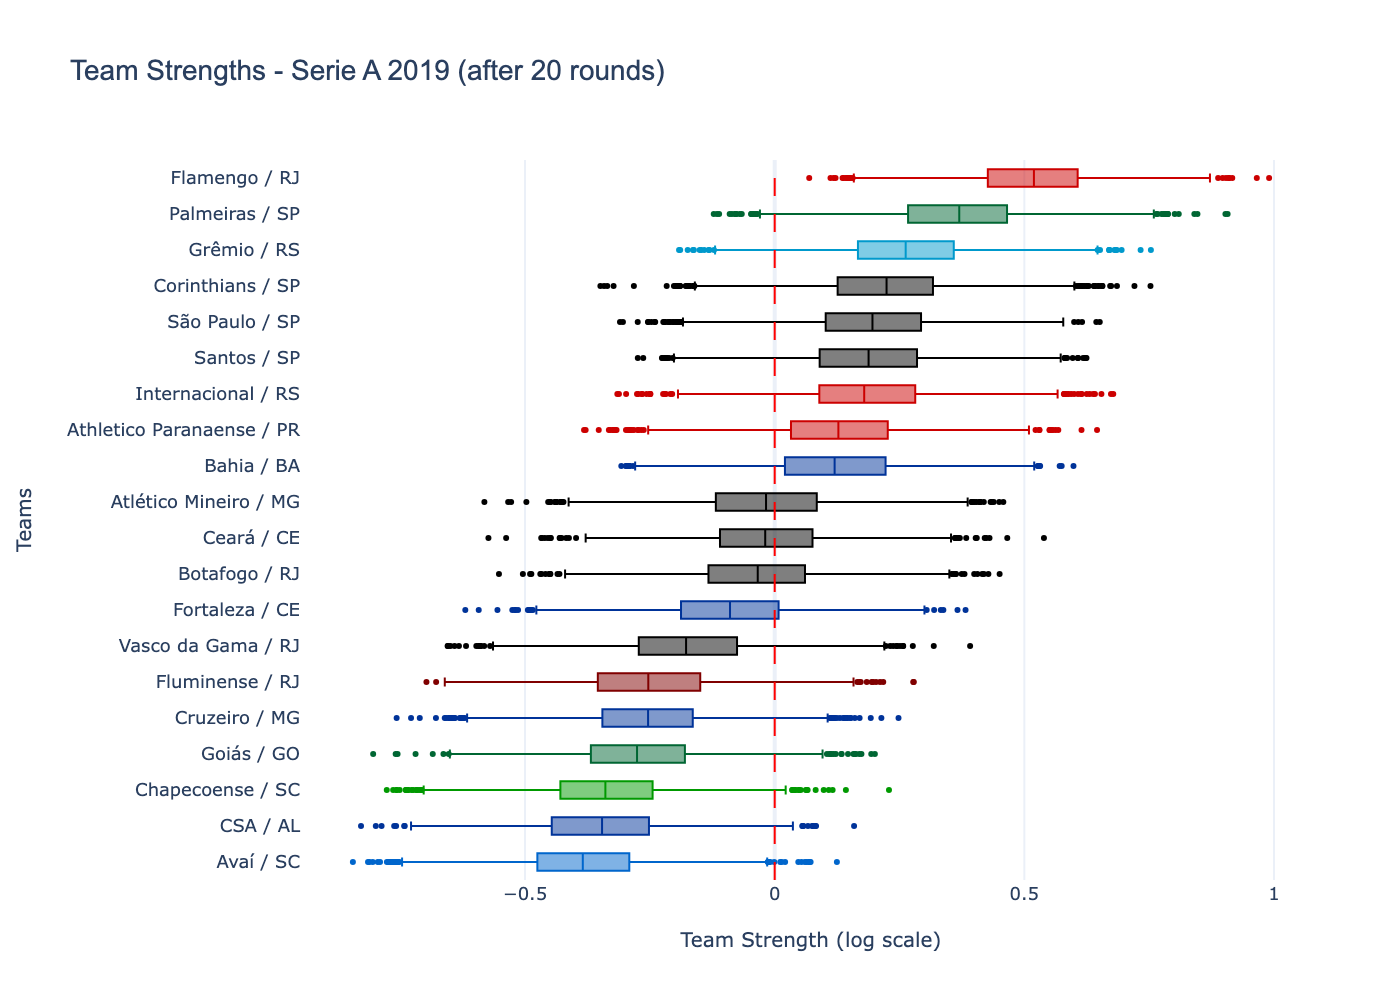 Team Strengths - Serie A 2019 (after 20 rounds)
Flamengo / RJ
Palmeiras / SP
Grêmio / RS
Corinthians / SP
São Paulo / SP
Santos / SP
Internacional / RS
Athletico Paranaense / PR
Bahia / BA
Atlético Mineiro / MG
Ceará / CE
Botafogo / RJ
Fortaleza / CE
Vasco da Gama / RJ
Fluminense / RJ
Cruzeiro / MG
Goiás / GO
Chapecoense / SC
CSA / AL
Avaí / SC
Teams
−0.5 0 0.5 1
Team Strength (log scale)